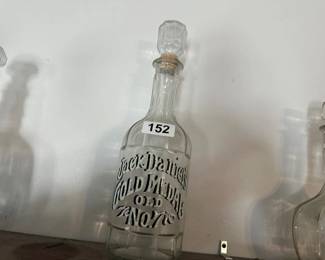 152
Jack Daniel's
GOLD MEDAL
OLD
NO. 7